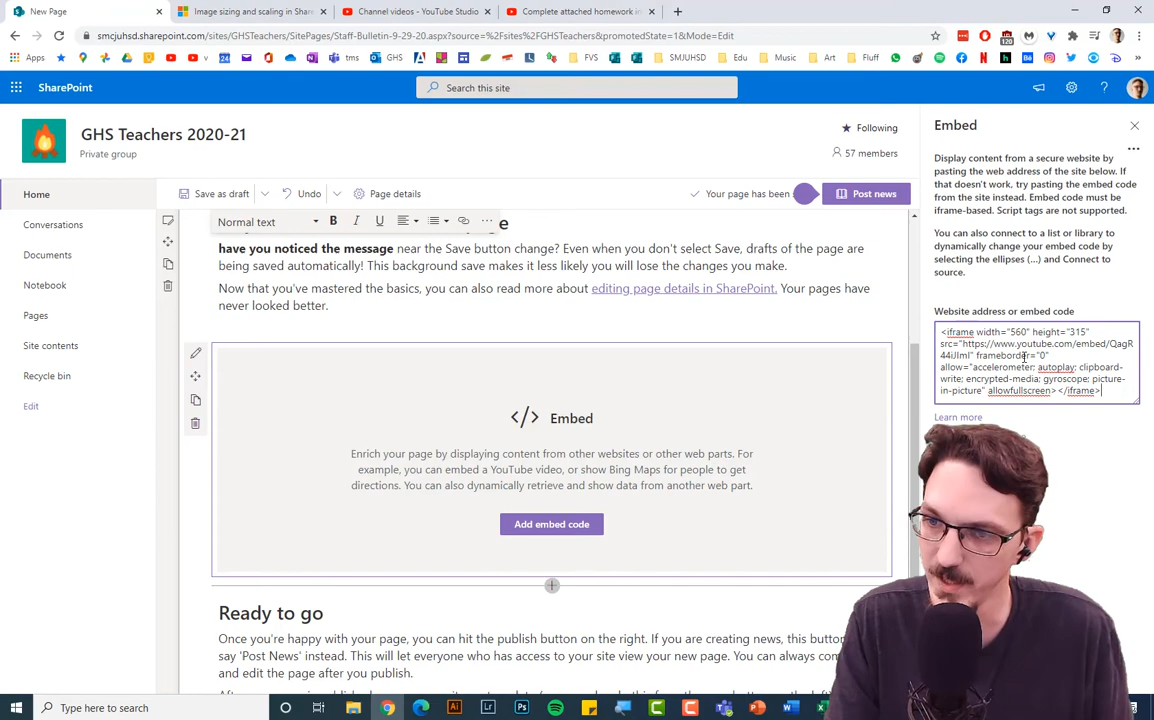 New Page
Image sizing and scaling in Share
Channel videos - YouTube Studio
Complete attached homework in
smcjuhsd.sharepoint.com/sites/GHSTeachers/SitePages/Staff-Bulletin-9-29-20.aspx?source=%2Fsites%2FGHSTeachers&promotedState=1&Mode=Edit
Apps
tms
GHS
FVS
SMJUHSD
Edu
Music
Art
Fluff
SharePoint
Search this site
GHS Teachers 2020-21
Private group
Following
57 members
Home
Conversations
Documents
Notebook
Pages
Site contents
Recycle bin
Edit
Save as draft
Undo
Page details
Your page has been
Post news
Normal text
B I U
have you noticed the message near the Save button change? Even when you don't select Save, drafts of the page are
being saved automatically! This background save makes it less likely you will lose the changes you make.
Now that you've mastered the basics, you can also read more about editing page details in SharePoint. Your pages have
never looked better.
</> Embed
Enrich your page by displaying content from other websites or other web parts. For
example, you can embed a YouTube video, or show Bing Maps for people to get
directions. You can also dynamically retrieve and show data from another web part.
Add embed code
Ready to go
Once you're happy with your page, you can hit the publish button on the right. If you are creating news, this button
say 'Post News' instead. This will let everyone who has access to your site view your new page. You can always com
and edit the page after you publish.
Embed
Display content from a secure website by
pasting the web address of the site below. If
that doesn't work, try pasting the embed code
from the site instead. Embed code must be
iframe-based. Script tags are not supported.
You can also connect to a list or library to
dynamically change your embed code by
selecting the ellipses (...) and Connect to
source.
Website address or embed code
<iframe width="560" height="315"
src="https://www.youtube.com/embed/QagR
44iJImI" frameborder="0"
allow="accelerometer; autoplay; clipboard-
write; encrypted-media; gyroscope; picture-
in-picture" allowfullscreen></iframe>
Learn more
Type here to search